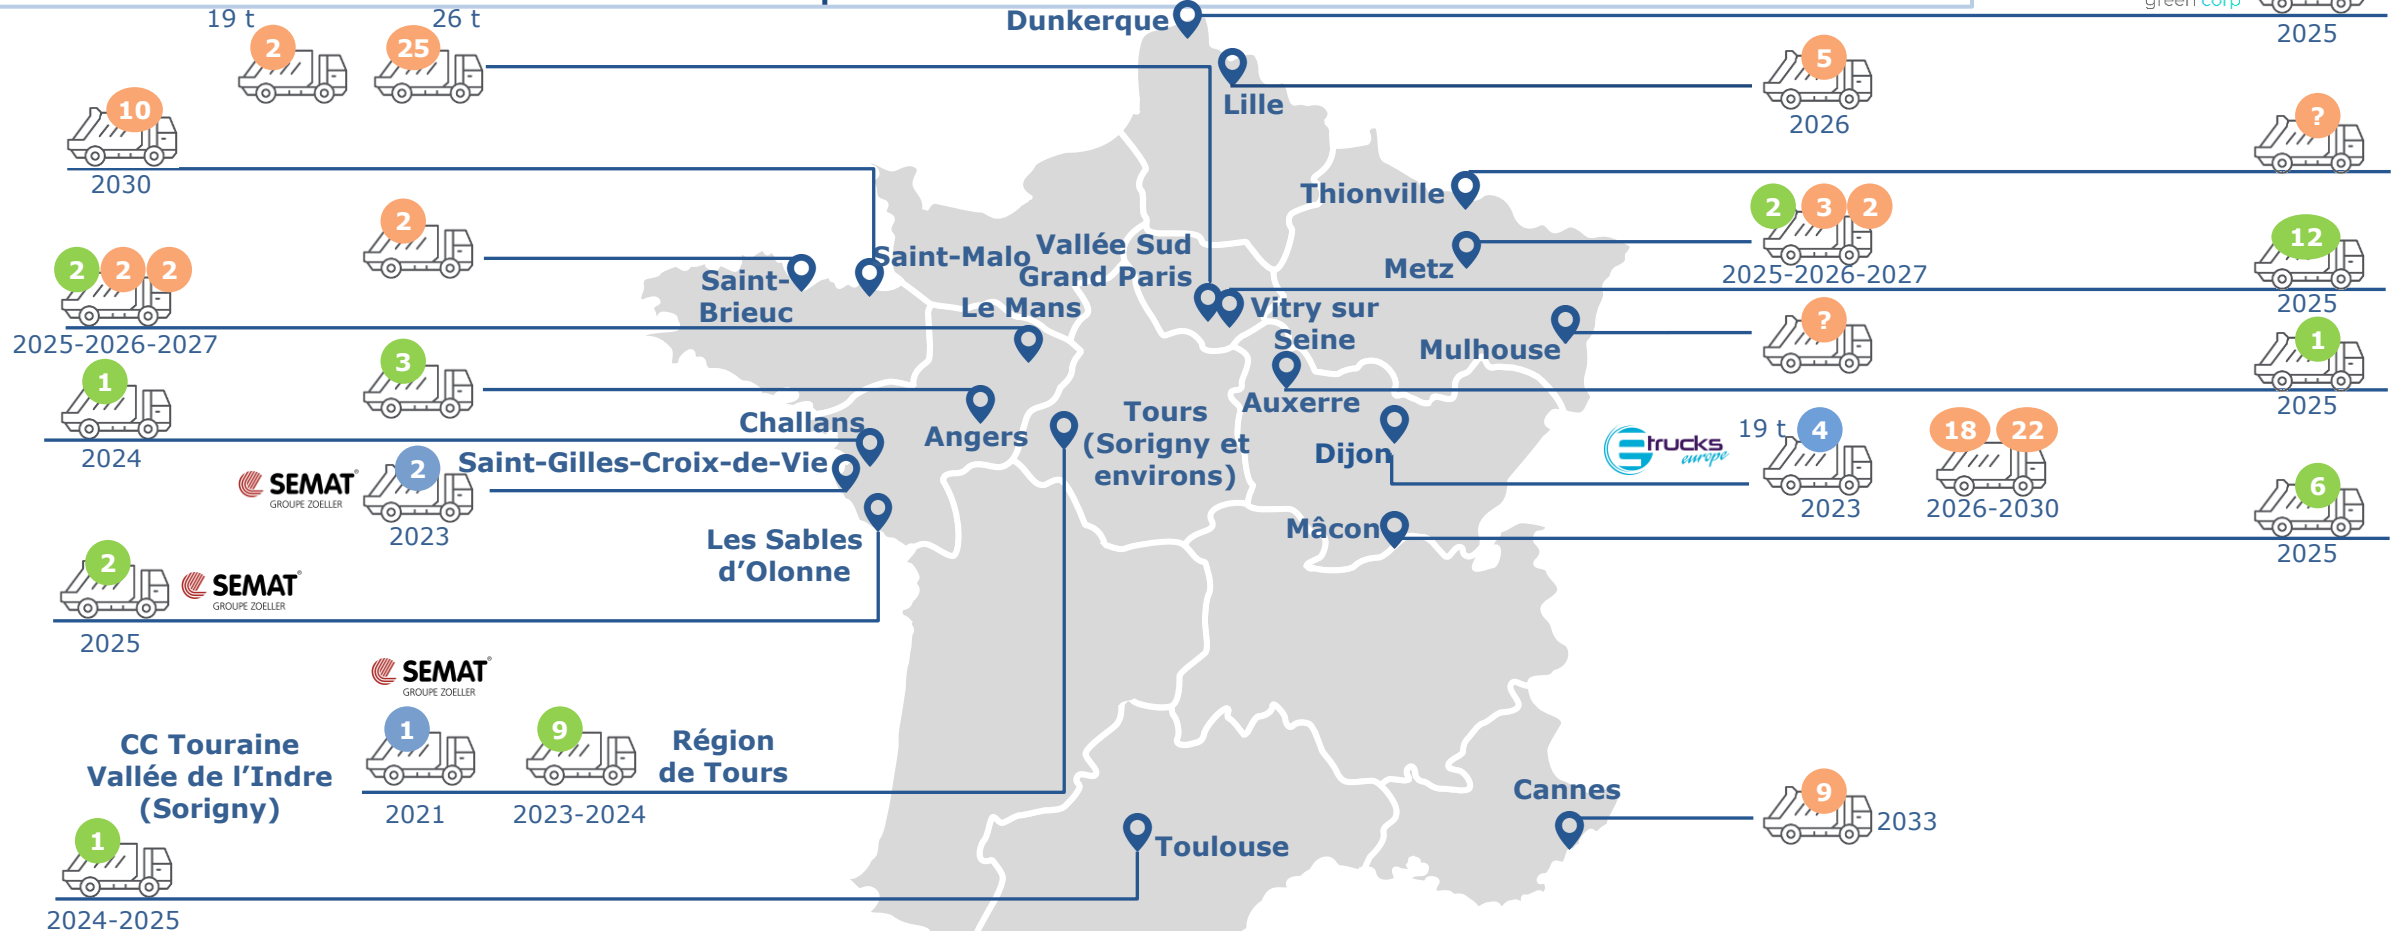 19 t
26 t
Dunkerque
green corp
2025
2
25
5
Lille
2026
10
2030
?
Thionville
2
3
2
Metz
2025-2026-2027
2
Saint-
Brieuc
Saint-Malo
Vallée Sud
Grand Paris
12
2025
2
2
2
2025-2026-2027
Le Mans
Vitry sur
Seine
Mulhouse
?
1
2025
1
2024
3
Angers
Challans
Tours
(Sorigny et
environs)
Auxerre
Dijon
trucks
europe
19 t
4
2023
18
22
2026-2030
SEMAT
GROUPE ZOELLER
2
2023
Saint-Gilles-Croix-de-Vie
Mâcon
6
2025
Les Sables
d’Olonne
2
2025
SEMAT
GROUPE ZOELLER
SEMAT
GROUPE ZOELLER
CC Touraine
Vallée de l’Indre
(Sorigny)
1
2021
9
2023-2024
Région
de Tours
Cannes
9
2033
1
2024-2025
Toulouse